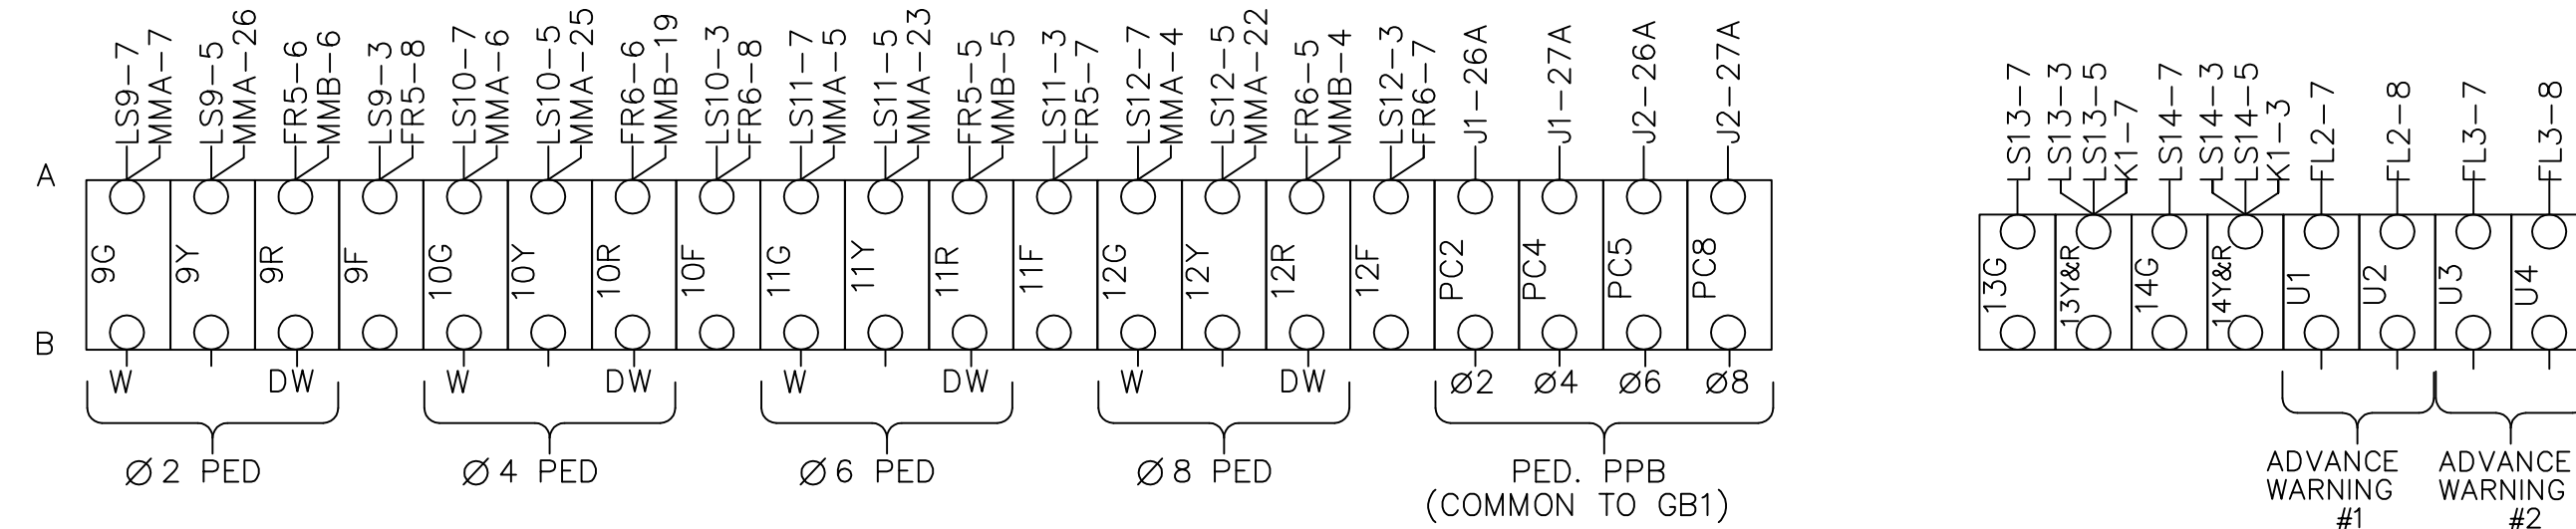 LS9-7
MMA-7
LS9-5
MMA-26
FR5-6
MMB-6
LS9-3
FR5-8
LS10-7
MMA-6
LS10-5
MMA-25
FR6-6
MMB-19
LS10-3
FR6-8
LS11-7
MMA-5
LS11-5
MMA-23
FR5-5
MMB-5
LS11-3
FR5-7
LS12-7
MMA-4
LS12-5
MMA-22
FR6-5
MMB-4
LS12-3
FR6-7
J1-26A
J1-27A
J2-26A
J2-27A
LS13-7
LS13-3
LS13-5
K1-7
LS14-7
LS14-3
LS14-5
K1-3
FL2-7
FL2-8
FL3-7
FL3-8
A
9G
9Y
9R
9F
10G
10Y
10R
10F
11G
11Y
11R
11F
12G
12Y
12R
12F
PC2
PC4
PC5
PC8
13G
13Y&R
14G
14Y&R
U1
U2
U3
U4
B
W DW W DW W DW W DW Ø2 Ø4 Ø6 Ø8
Ø2 PED
Ø4 PED
Ø6 PED
Ø8 PED
PED. PPB
(COMMON TO GB1)
ADVANCE
WARNING
#1
ADVANCE
WARNING
#2